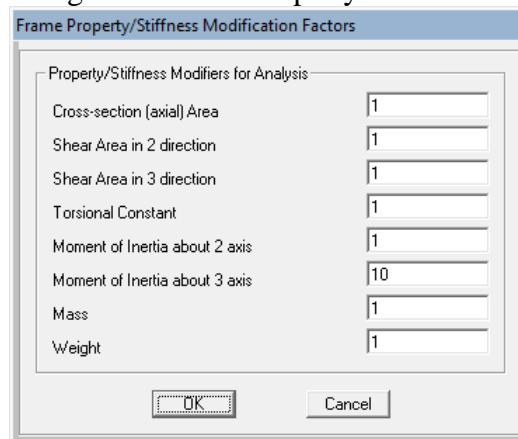 Frame Property/Stiffness Modification Factors
Property/Stiffness Modifiers for Analysis
Cross-section (axial) Area 1
Shear Area in 2 direction 1
Shear Area in 3 direction 1
Torsional Constant 1
Moment of Inertia about 2 axis 1
Moment of Inertia about 3 axis 10
Mass 1
Weight 1
OK Cancel